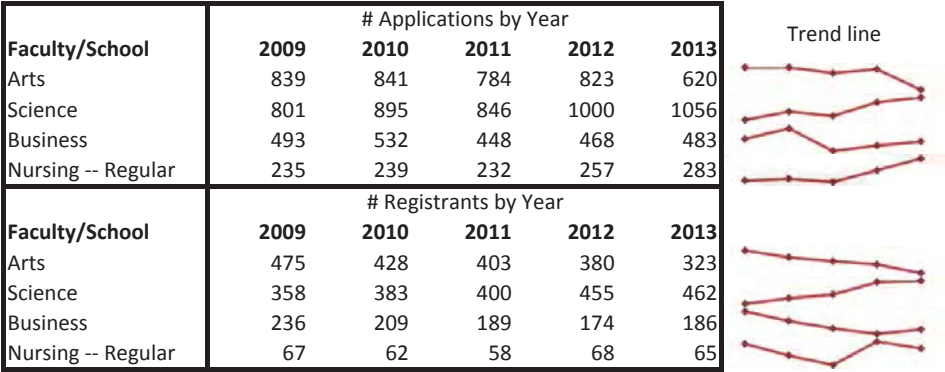 # Applications by Year
Trend line
Faculty/School 2009 2010 2011 2012 2013
Arts 839 841 784 823 620
Science 801 895 846 1000 1056
Business 493 532 448 468 483
Nursing -- Regular 235 239 232 257 283
# Registrants by Year
Faculty/School 2009 2010 2011 2012 2013
Arts 475 428 403 380 323
Science 358 383 400 455 462
Business 236 209 189 174 186
Nursing -- Regular 67 62 58 68 65